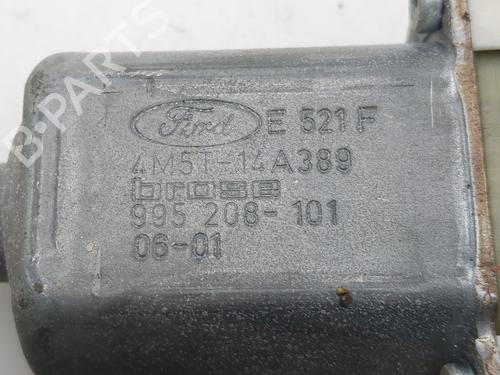 Ford E 521 F
4M5T-14A389
brose
995 208-101
06-01
B-PARTS